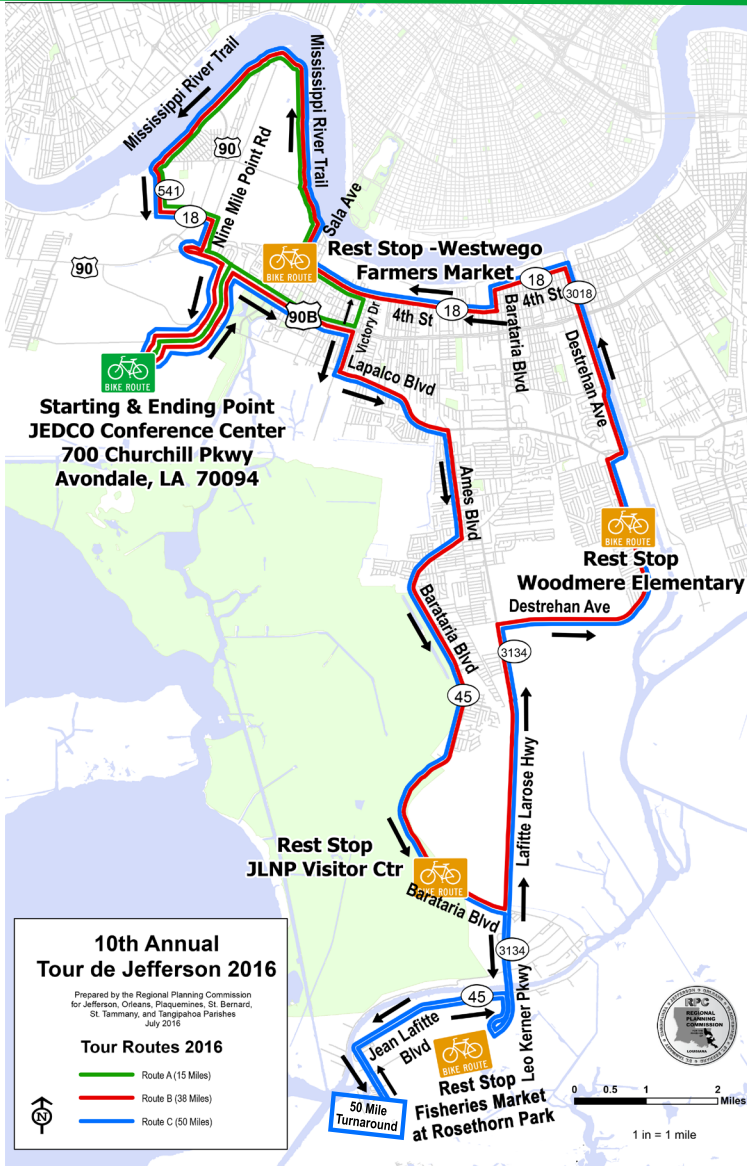 Mississippi River Trail
Mississippi River Trail
90
541
18
Nine Mile Point Rd
Sala Ave
90
BIKE ROUTE
Rest Stop -Westwego
Farmers Market
18
4th St
3018
90B
Victory Dr
4th St
18
Barataria Blvd
Destrehan Ave
BIKE ROUTE
Lapalco Blvd
Starting & Ending Point
JEDCO Conference Center
700 Churchill Pkwy
Avondale, LA 70094
Ames Blvd
BIKE ROUTE
Rest Stop
Woodmere Elementary
Destrehan Ave
Barataria Blvd
3134
45
Lafitte Larose Hwy
Rest Stop
JLNP Visitor Ctr
BIKE ROUTE
Barataria Blvd
3134
45
Leo Kerner Pkwy
Jean Lafitte
Blvd
BIKE ROUTE
Rest Stop
Fisheries Market
at Rosethorn Park
50 Mile
Turnaround
10th Annual
Tour de Jefferson 2016
Prepared by the Regional Planning Commission
for Jefferson, Orleans, Plaquemines, St. Bernard,
St. Tammany, and Tangipahoa Parishes
July 2016
Tour Routes 2016
Route A (15 Miles)
Route B (38 Miles)
Route C (50 Miles)
N
RPC
REGIONAL
PLANNING
COMMISSION
LOUISIANA
0 0.5 1 2
Miles
1 in = 1 mile